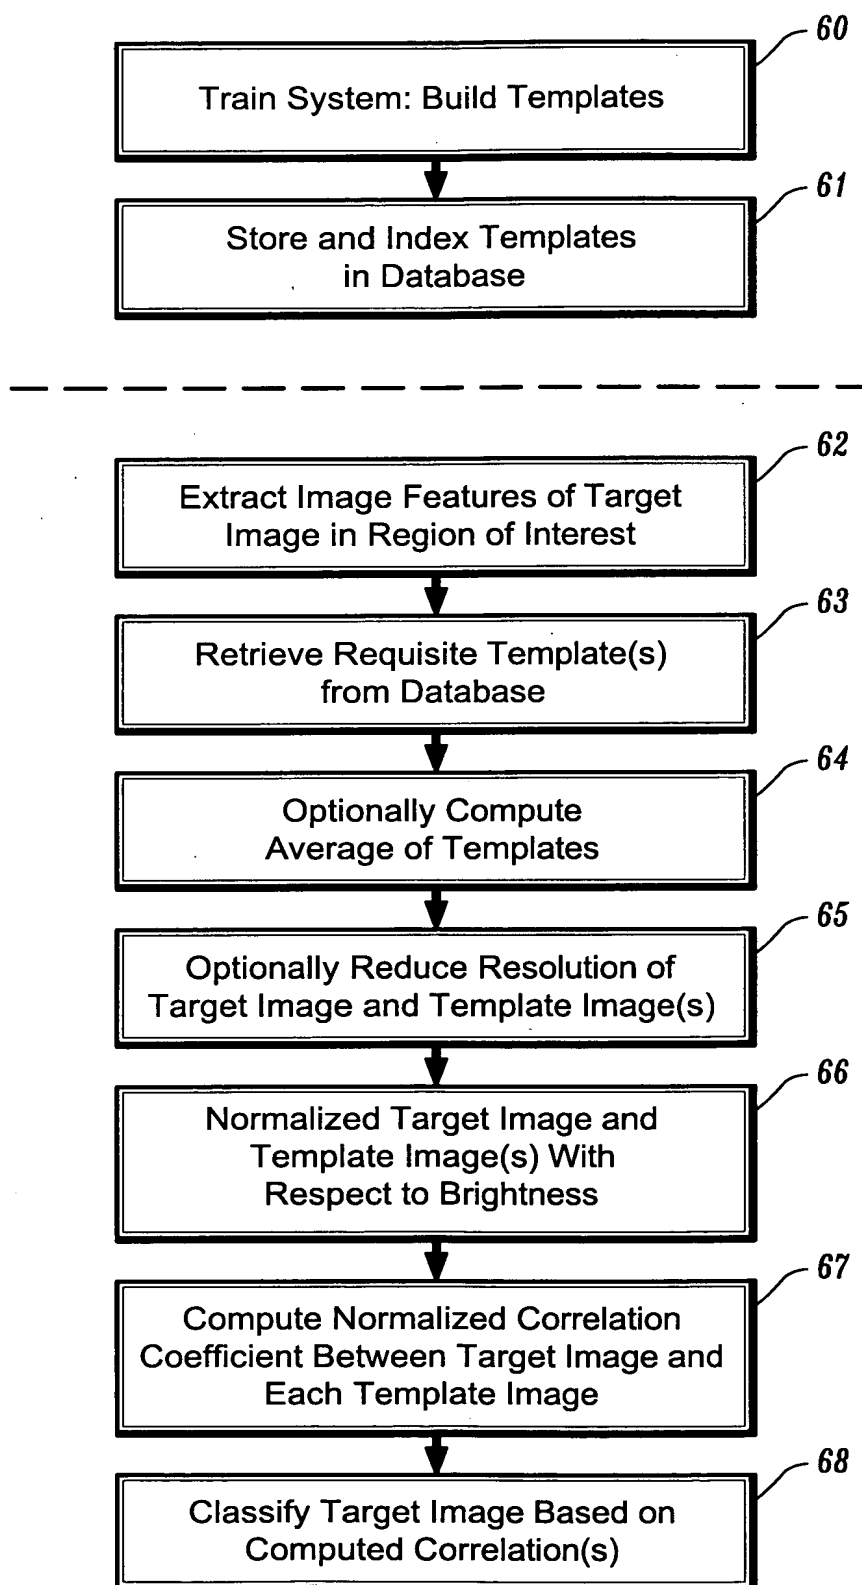 60
Train System: Build Templates
61
Store and Index Templates
in Database
62
Extract Image Features of Target
Image in Region of Interest
63
Retrieve Requisite Template(s)
from Database
64
Optionally Compute
Average of Templates
65
Optionally Reduce Resolution of
Target Image and Template Image(s)
66
Normalized Target Image and
Template Image(s) With
Respect to Brightness
67
Compute Normalized Correlation
Coefficient Between Target Image and
Each Template Image
68
Classify Target Image Based on
Computed Correlation(s)